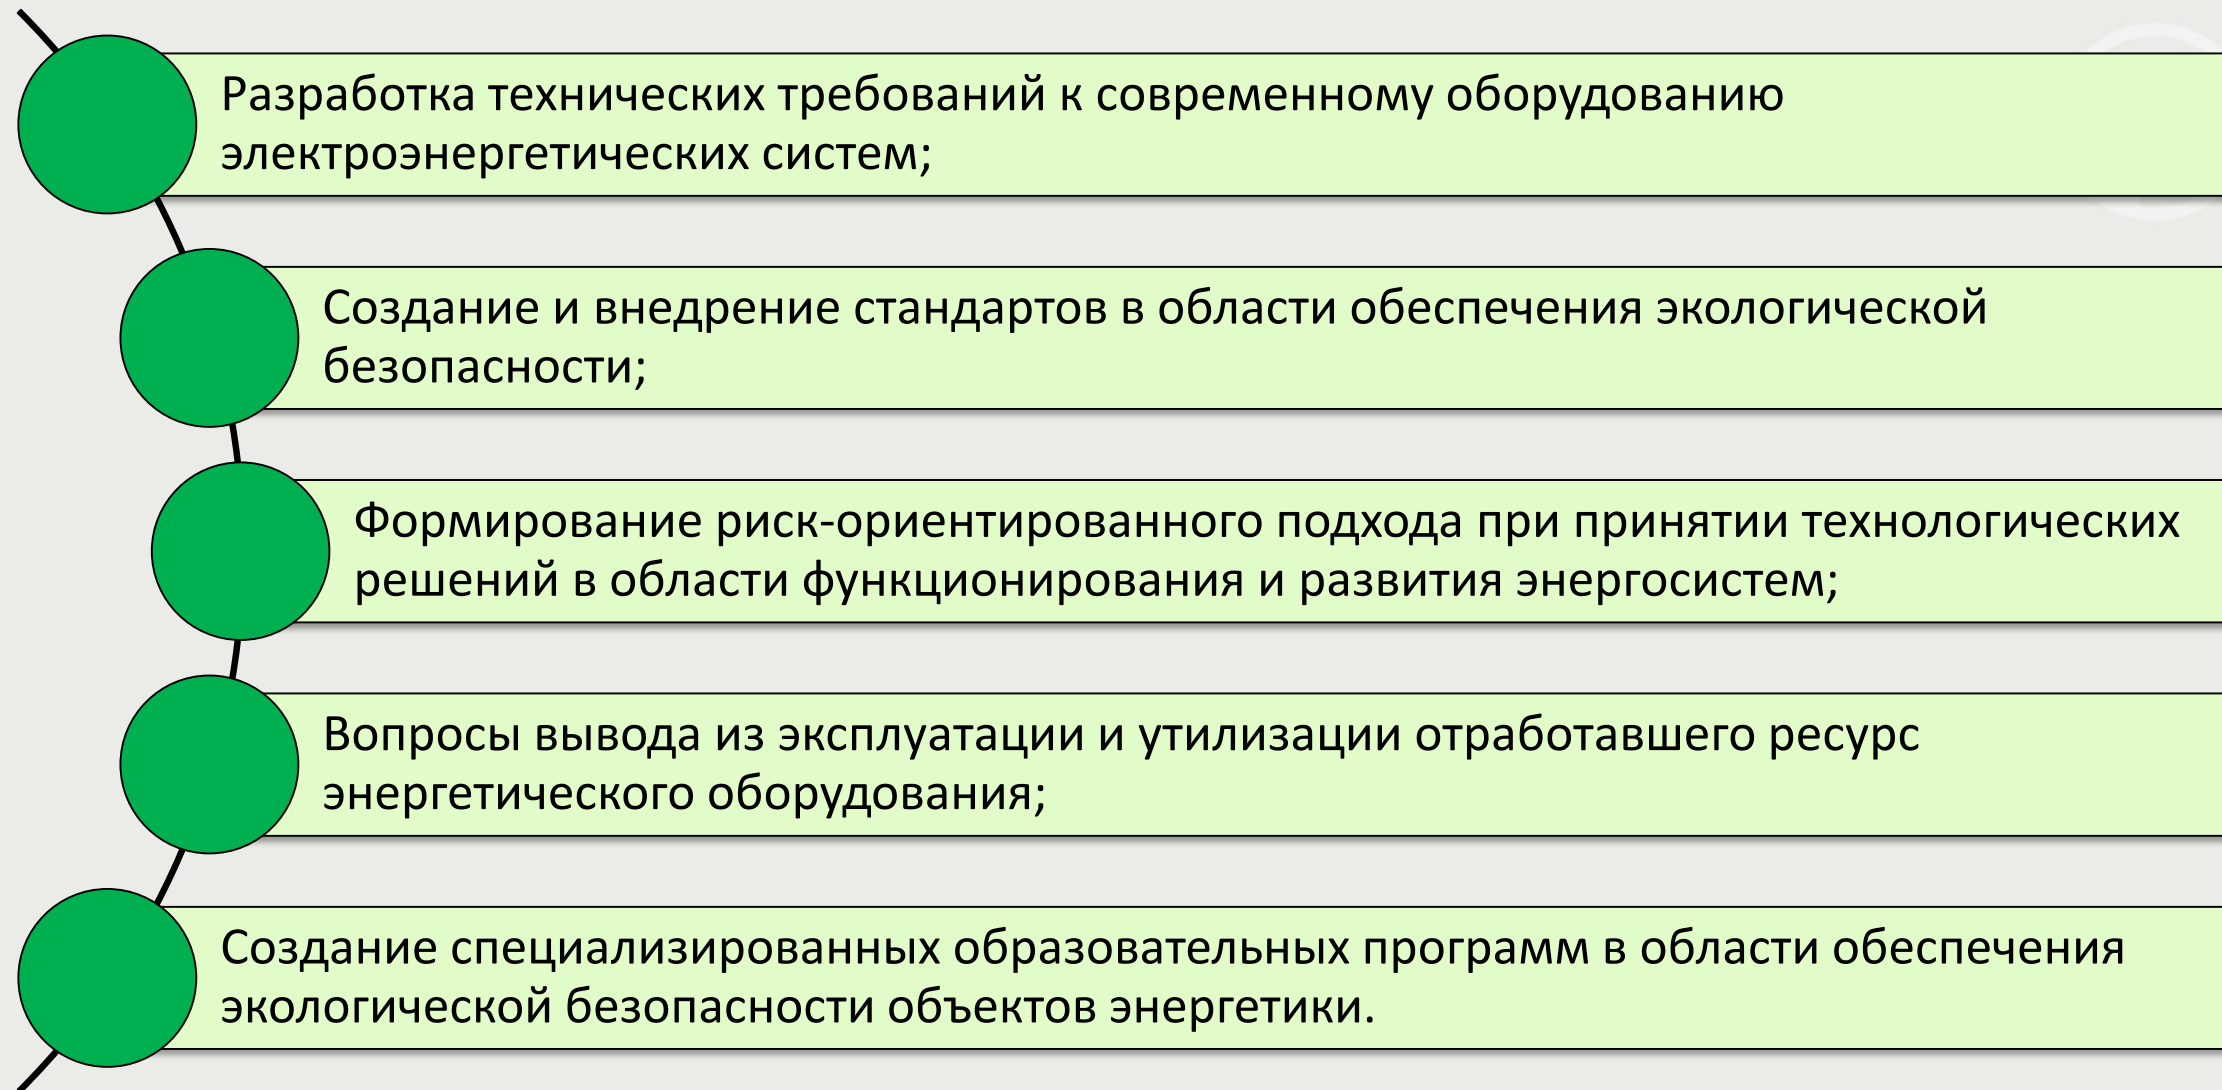 Разработка технических требований к современному оборудованию
электроэнергетических систем;
Создание и внедрение стандартов в области обеспечения экологической
безопасности;
Формирование риск-ориентированного подхода при принятии технологических
решений в области функционирования и развития энергосистем;
Вопросы вывода из эксплуатации и утилизации отработавшего ресурс
энергетического оборудования;
Создание специализированных образовательных программ в области обеспечения
экологической безопасности объектов энергетики.